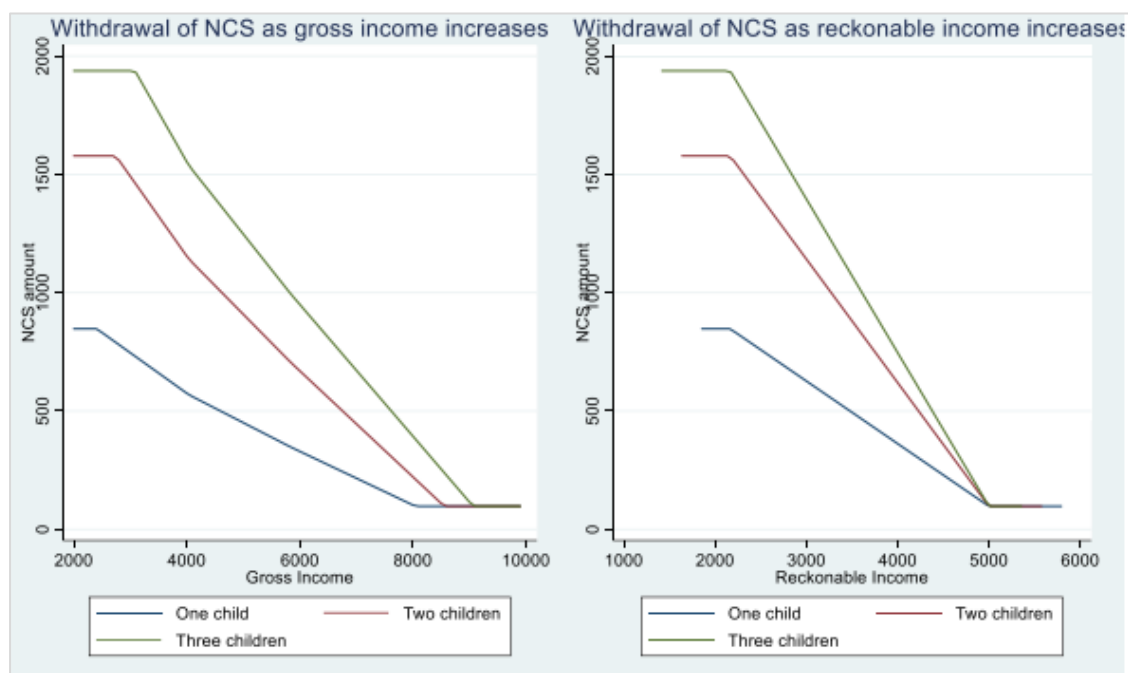 Withdrawal of NCS as gross income increases
NCS amount
2000
1500
1000
500
0
2000 4000 6000 8000 10000
Gross Income
One child Two children
Three children
Withdrawal of NCS as reckonable income increases
NCS amount
2000
1500
1000
500
0
1000 2000 3000 4000 5000 6000
Reckonable Income
One child Two children
Three children